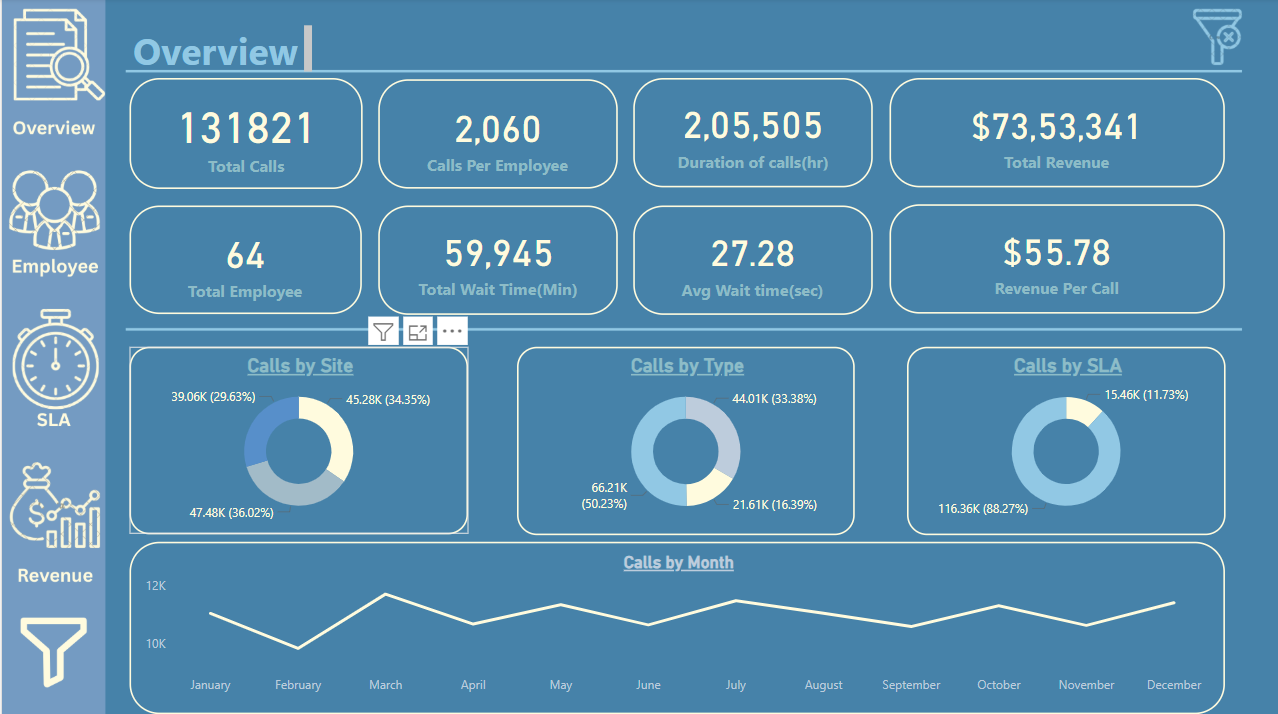 Overview
Employee
SLA
Revenue
Overview
131821
Total Calls
2,060
Calls Per Employee
2,05,505
Duration of calls(hr)
$73,53,341
Total Revenue
64
Total Employee
59,945
Total Wait Time(Min)
27.28
Avg Wait time(sec)
$55.78
Revenue Per Call
Calls by Site
39.06K (29.63%)
45.28K (34.35%)
47.48K (36.02%)
Calls by Type
44.01K (33.38%)
66.21K
(50.23%)
21.61K (16.39%)
Calls by SLA
15.46K (11.73%)
116.36K (88.27%)
Calls by Month
12K
10K
January February March April May June July August September October November December